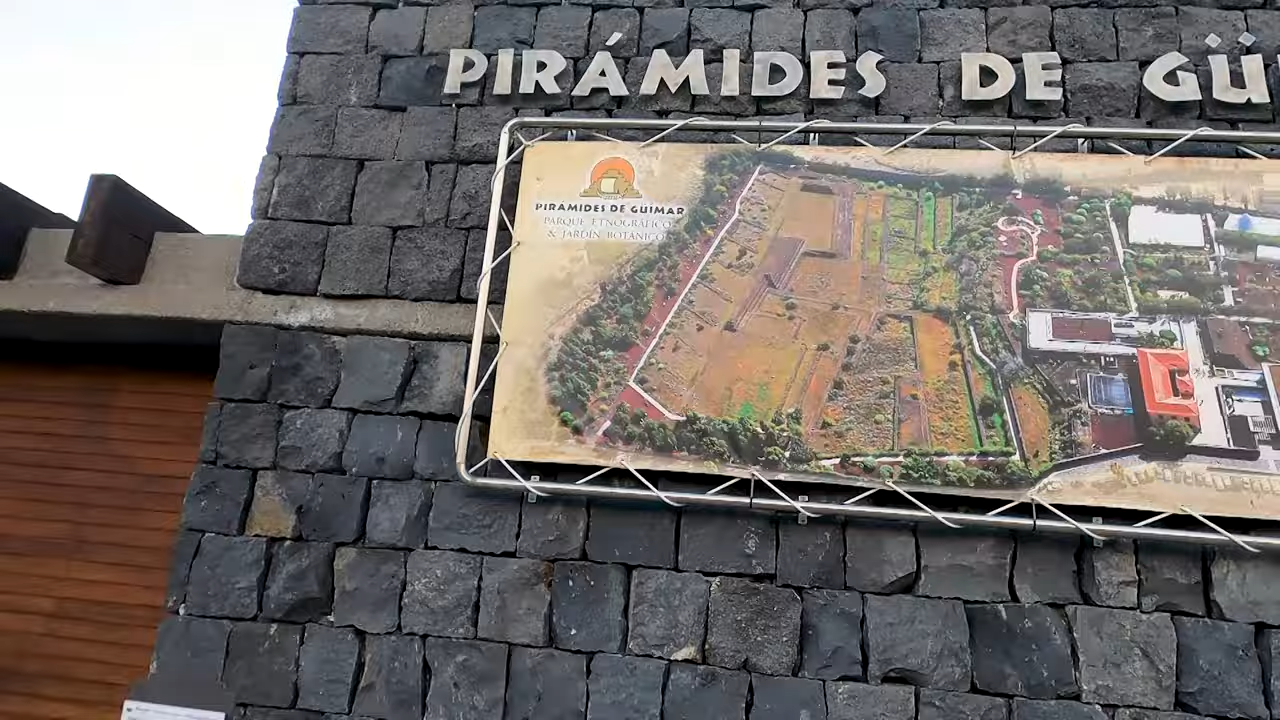 PIRÁMIDES DE GÜ
PIRÁMIDES DE GÜIMAR
PARQUE ETNOGRÁFICO
& JARDÍN BOTÁNICO